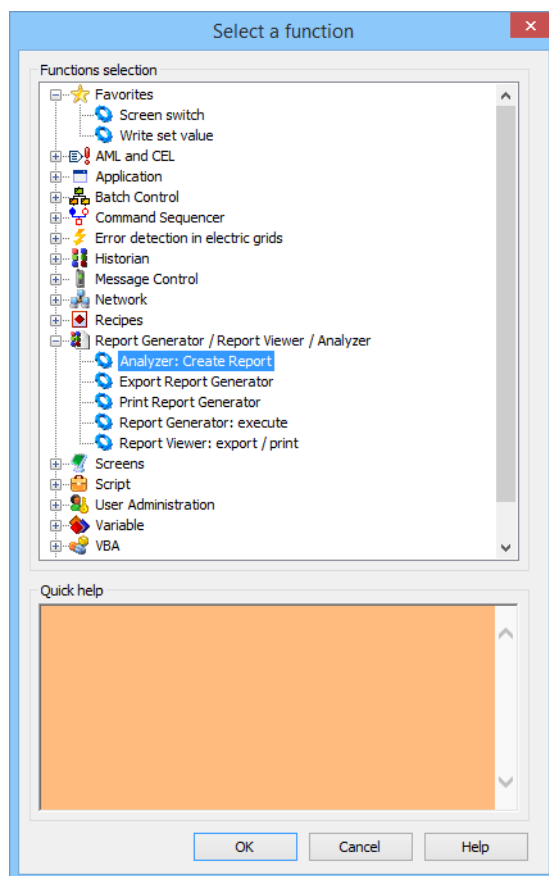 Select a function
Functions selection
Favorites
Screen switch
Write set value
AML and CEL
Application
Batch Control
Command Sequencer
Error detection in electric grids
Historian
Message Control
Network
Recipes
Report Generator / Report Viewer / Analyzer
Analyzer: Create Report
Export Report Generator
Print Report Generator
Report Generator: execute
Report Viewer: export / print
Screens
Script
User Administration
Variable
VBA
Quick help
OK Cancel Help